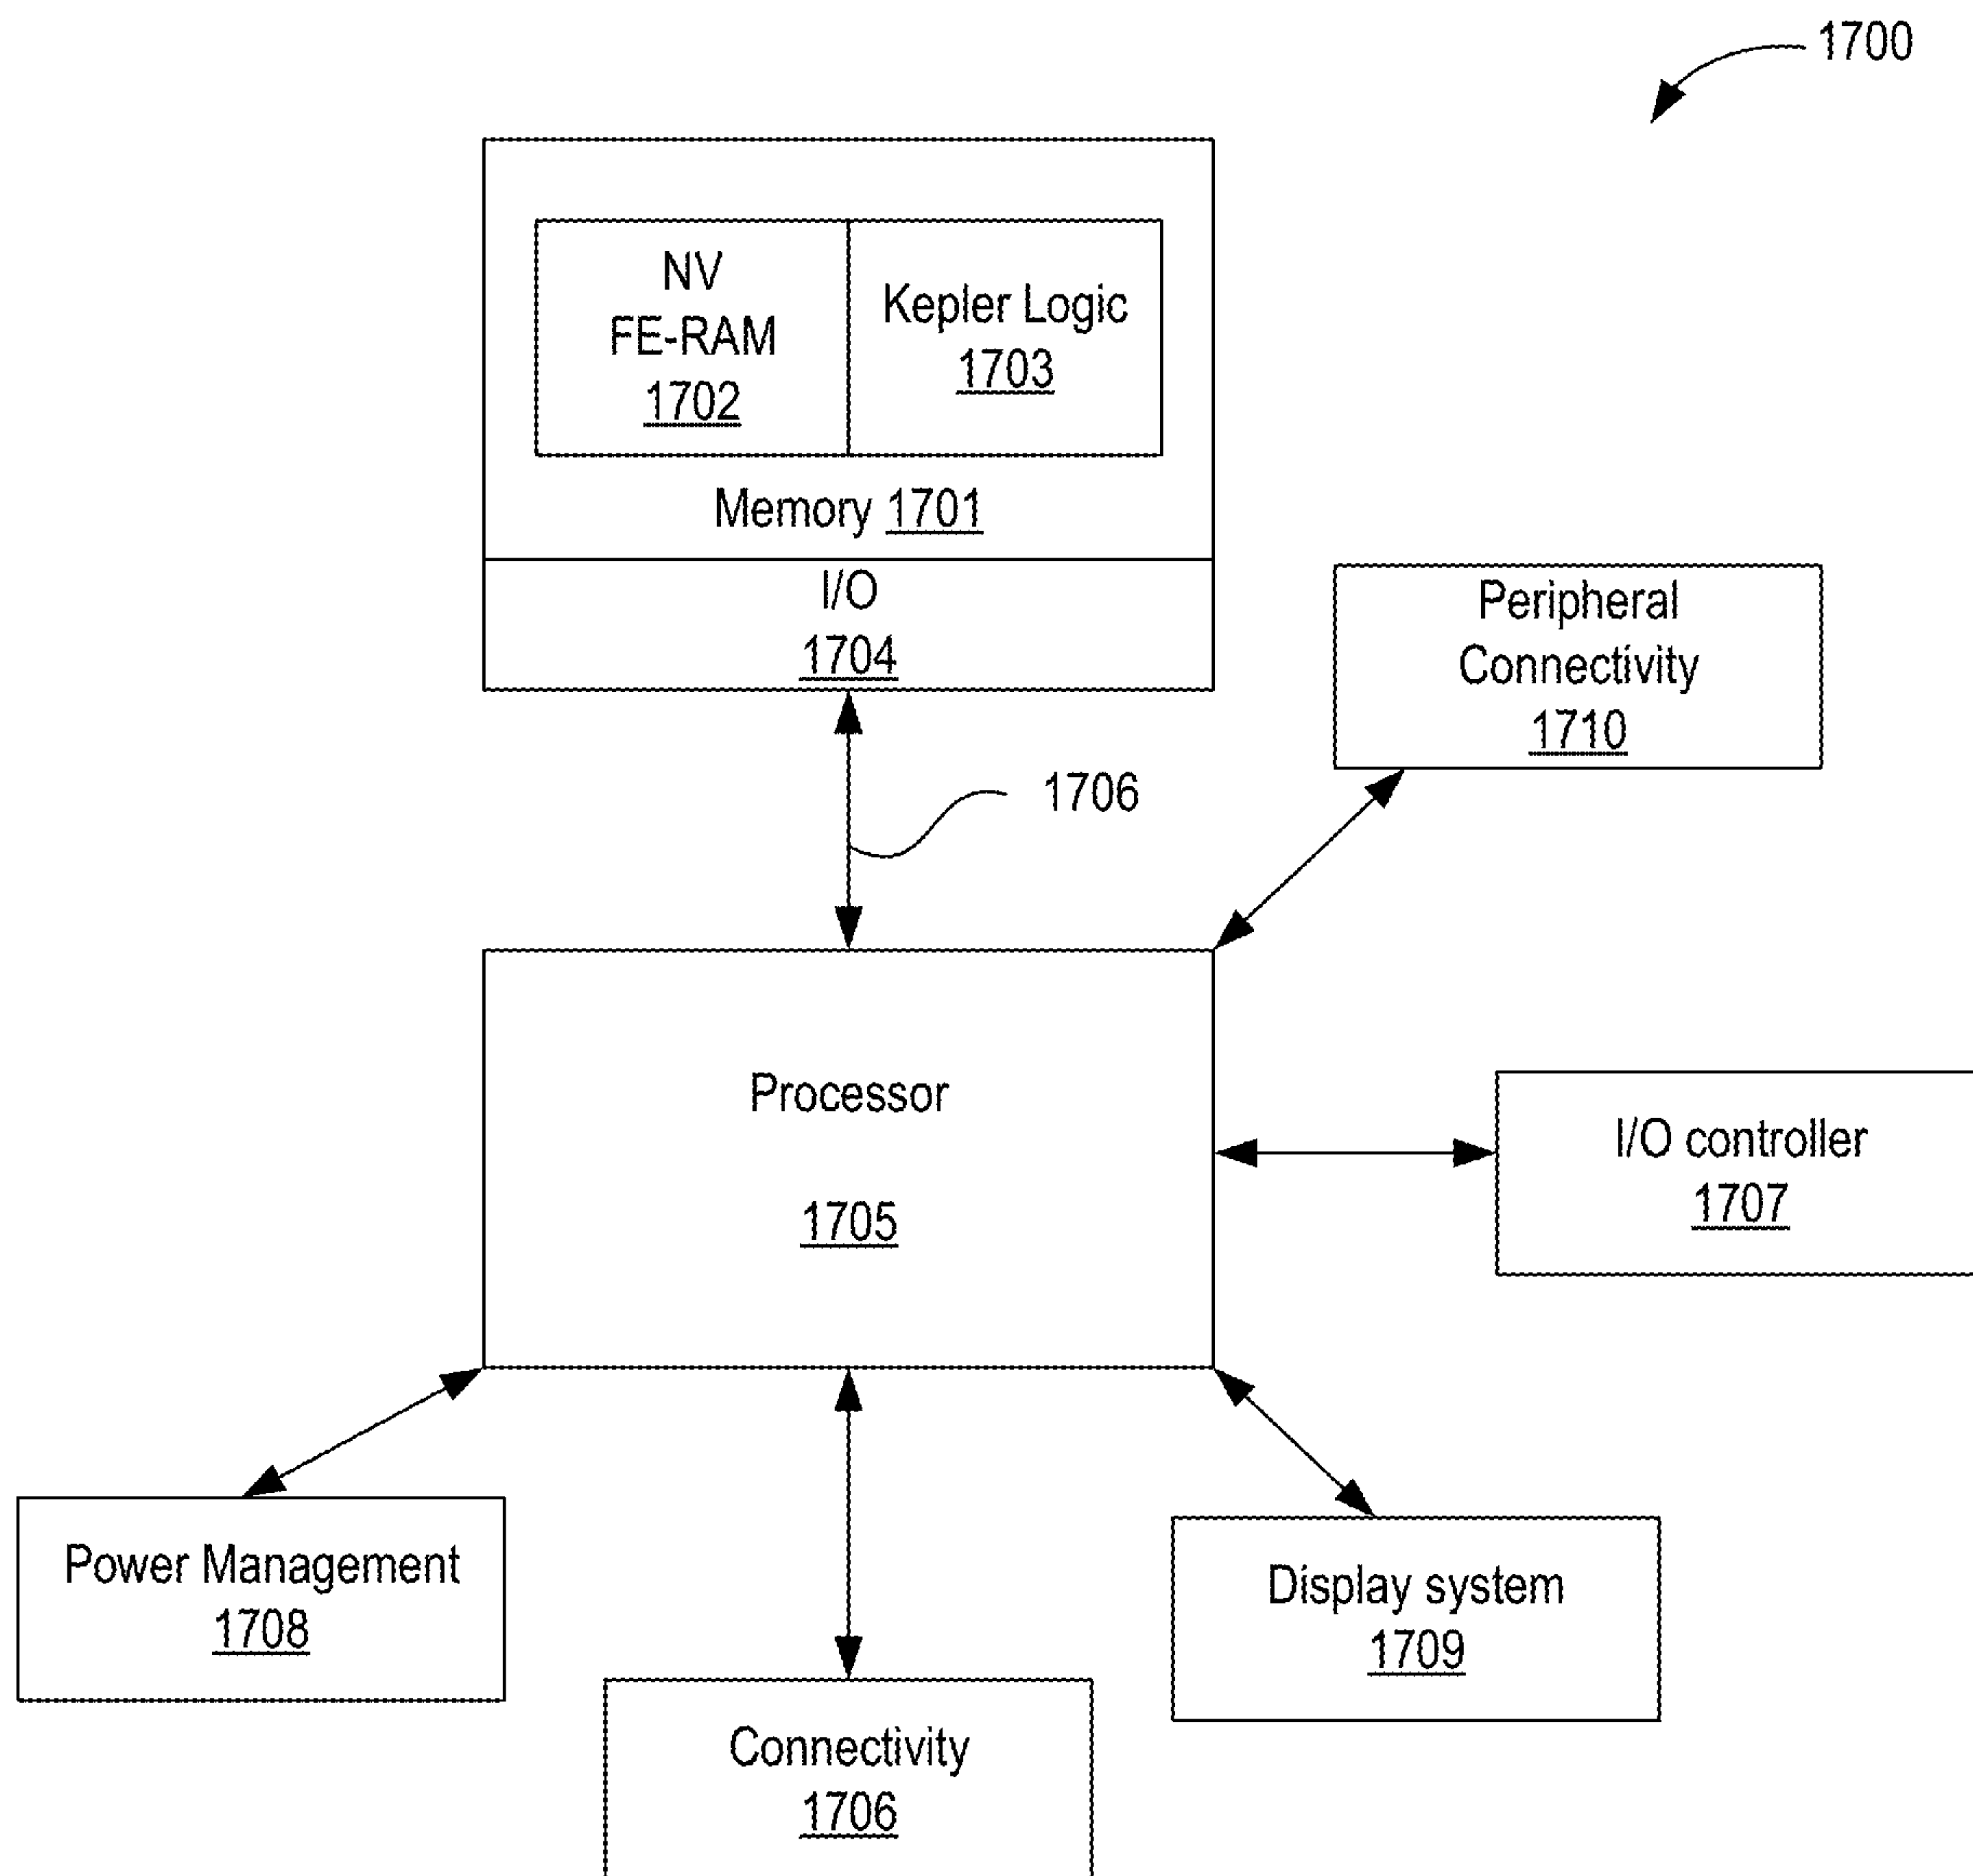 1700
NV
FE-RAM
1702
Kepler Logic
1703
Memory 1701
I/O
1704
Peripheral
Connectivity
1710
1706
Processor
1705
I/O controller
1707
Power Management
1708
Display system
1709
Connectivity
1706